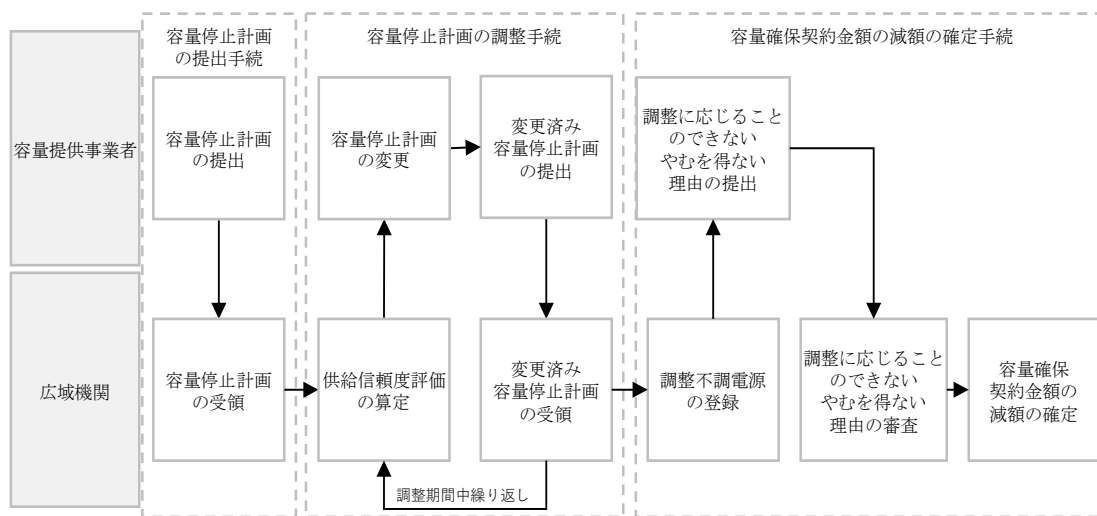 容量停止計画
の提出手続
容量停止計画の調整手続
容量確保契約金額の減額の確定手続
容量提供事業者
容量停止計画
の提出
容量停止計画
の変更
変更済み
容量停止計画
の提出
調整に応じること
のできない
やむを得ない
理由の提出
広域機関
容量停止計画
の受領
供給信頼度評価
の算定
変更済み
容量停止計画
の受領
調整不調電源
の登録
調整に応じること
のできない
やむを得ない
理由の審査
容量確保
契約金額の
減額の確定
調整期間中繰り返し